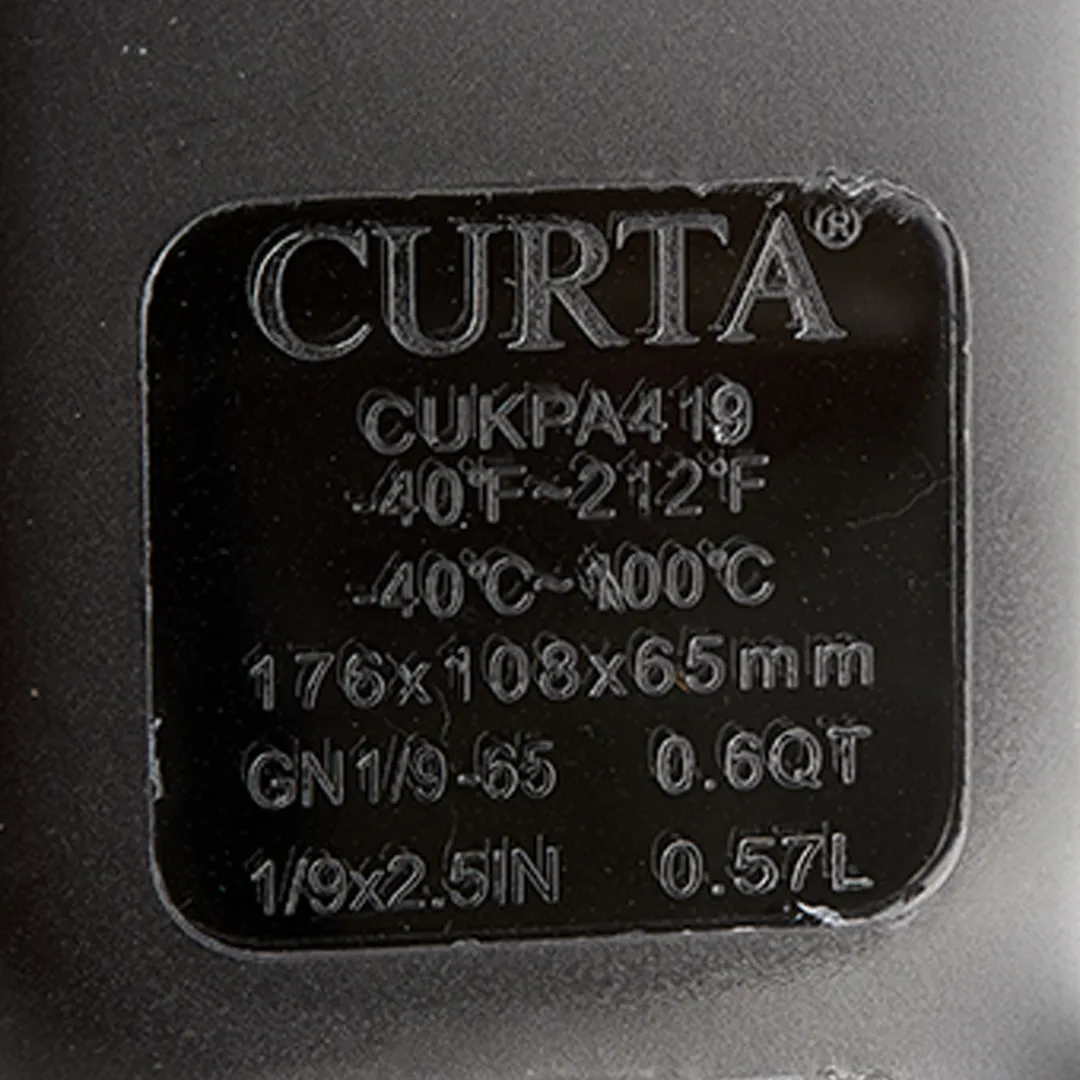 CURTA®
CUKPA419
-40°F~212°F
-40°C~100°C
176x108x65mm
GN1/9-65 0.6QT
1/9x2.5IN 0.57L